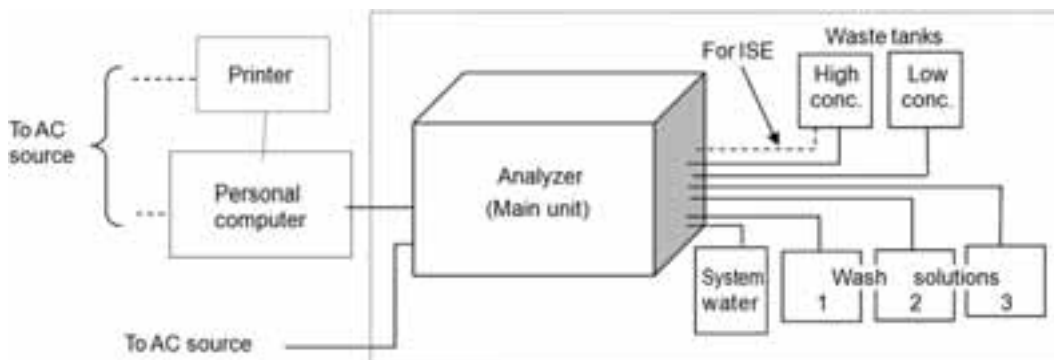 Printer
To AC
source
Personal
computer
Analyzer
(Main unit)
For ISE
Waste tanks
High
conc.
Low
conc.
System
water
Wash solutions
1 2 3
To AC source